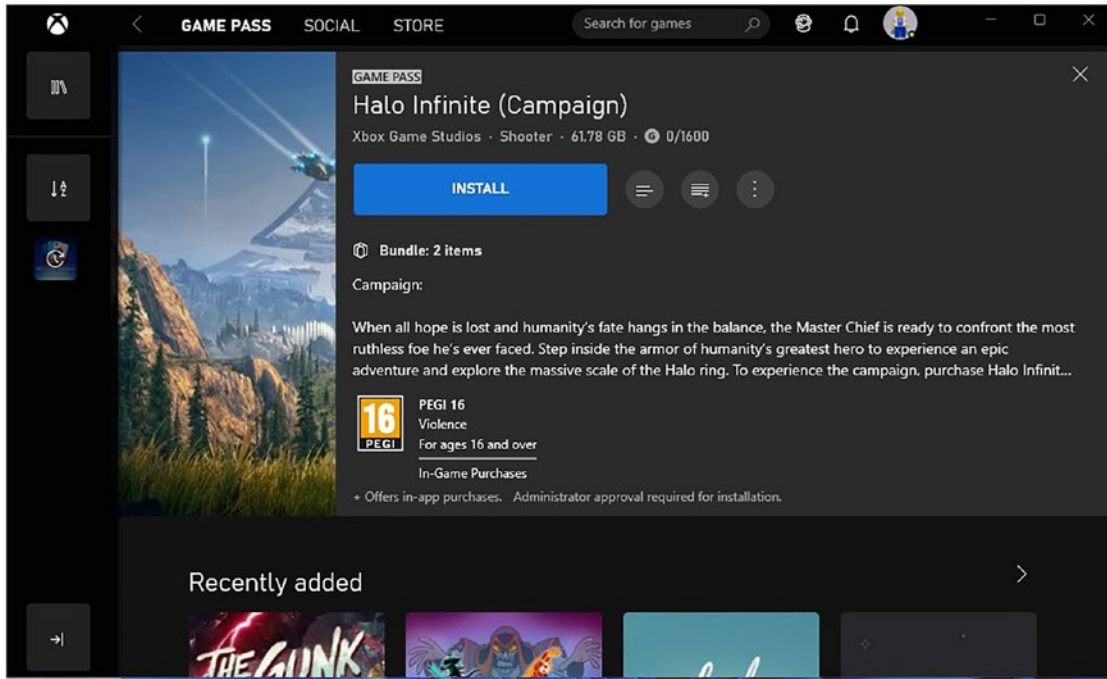 GAME PASS SOCIAL STORE Search for games
GAME PASS
Halo Infinite (Campaign)
Xbox Game Studios · Shooter · 61.78 GB · G 0/1600
INSTALL
Bundle: 2 items
Campaign:
When all hope is lost and humanity's fate hangs in the balance, the Master Chief is ready to confront the most
ruthless foe he's ever faced. Step inside the armor of humanity's greatest hero to experience an epic
adventure and explore the massive scale of the Halo ring. To experience the campaign, purchase Halo Infinit...
16
PEGI
PEGI 16
Violence
For ages 16 and over
In-Game Purchases
+ Offers in-app purchases. Administrator approval required for installation.
Recently added
THE GUNK